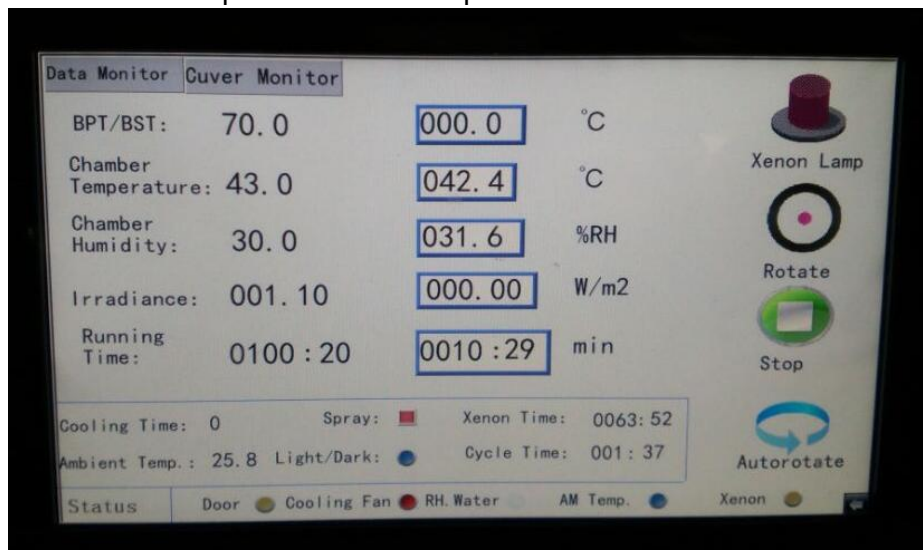 Data Monitor Cuver Monitor
BPT/BST: 70.0 000.0 °C
Chamber
Temperature: 43.0 042.4 °C
Xenon Lamp
Chamber
Humidity: 30.0 031.6 %RH
Rotate
Irradiance: 001.10 000.00 W/m2
Running
Time: 0100:20 0010:29 min
Stop
Cooling Time: 0 Spray: Xenon Time: 0063:52
Ambient Temp.: 25.8 Light/Dark: Cycle Time: 001:37
Autorotate
Status Door Cooling Fan RH.Water AM Temp. Xenon